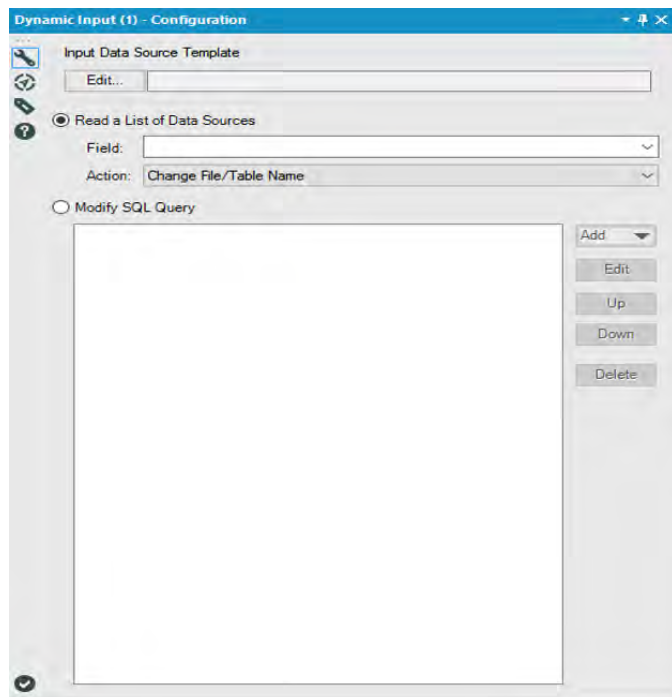 Dynamic Input (1) - Configuration
Input Data Source Template
Edit...
Read a List of Data Sources
Field:
Action: Change File/Table Name
Modify SQL Query
Add
Edit
Up
Down
Delete